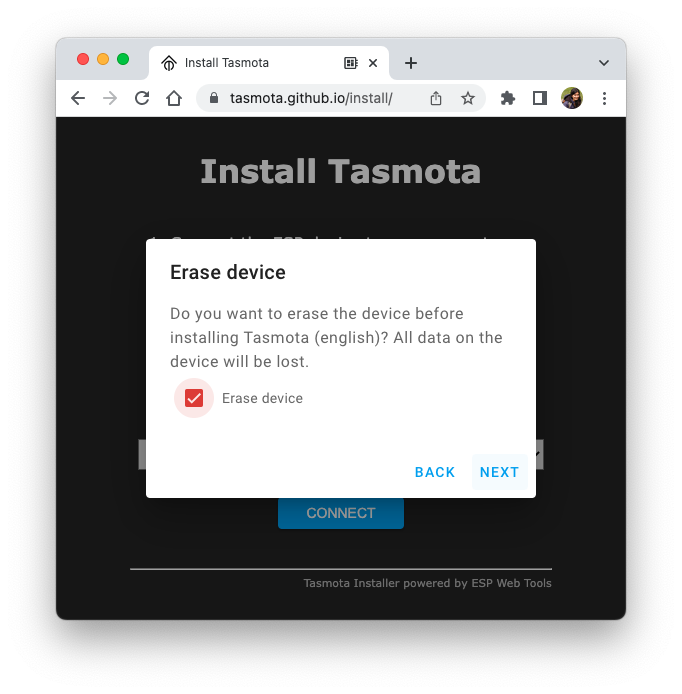 Install Tasmota
tasmota.github.io/install/
Install Tasmota
Erase device
Do you want to erase the device before
installing Tasmota (english)? All data on the
device will be lost.
Erase device
BACK NEXT
CONNECT
Tasmota Installer powered by ESP Web Tools